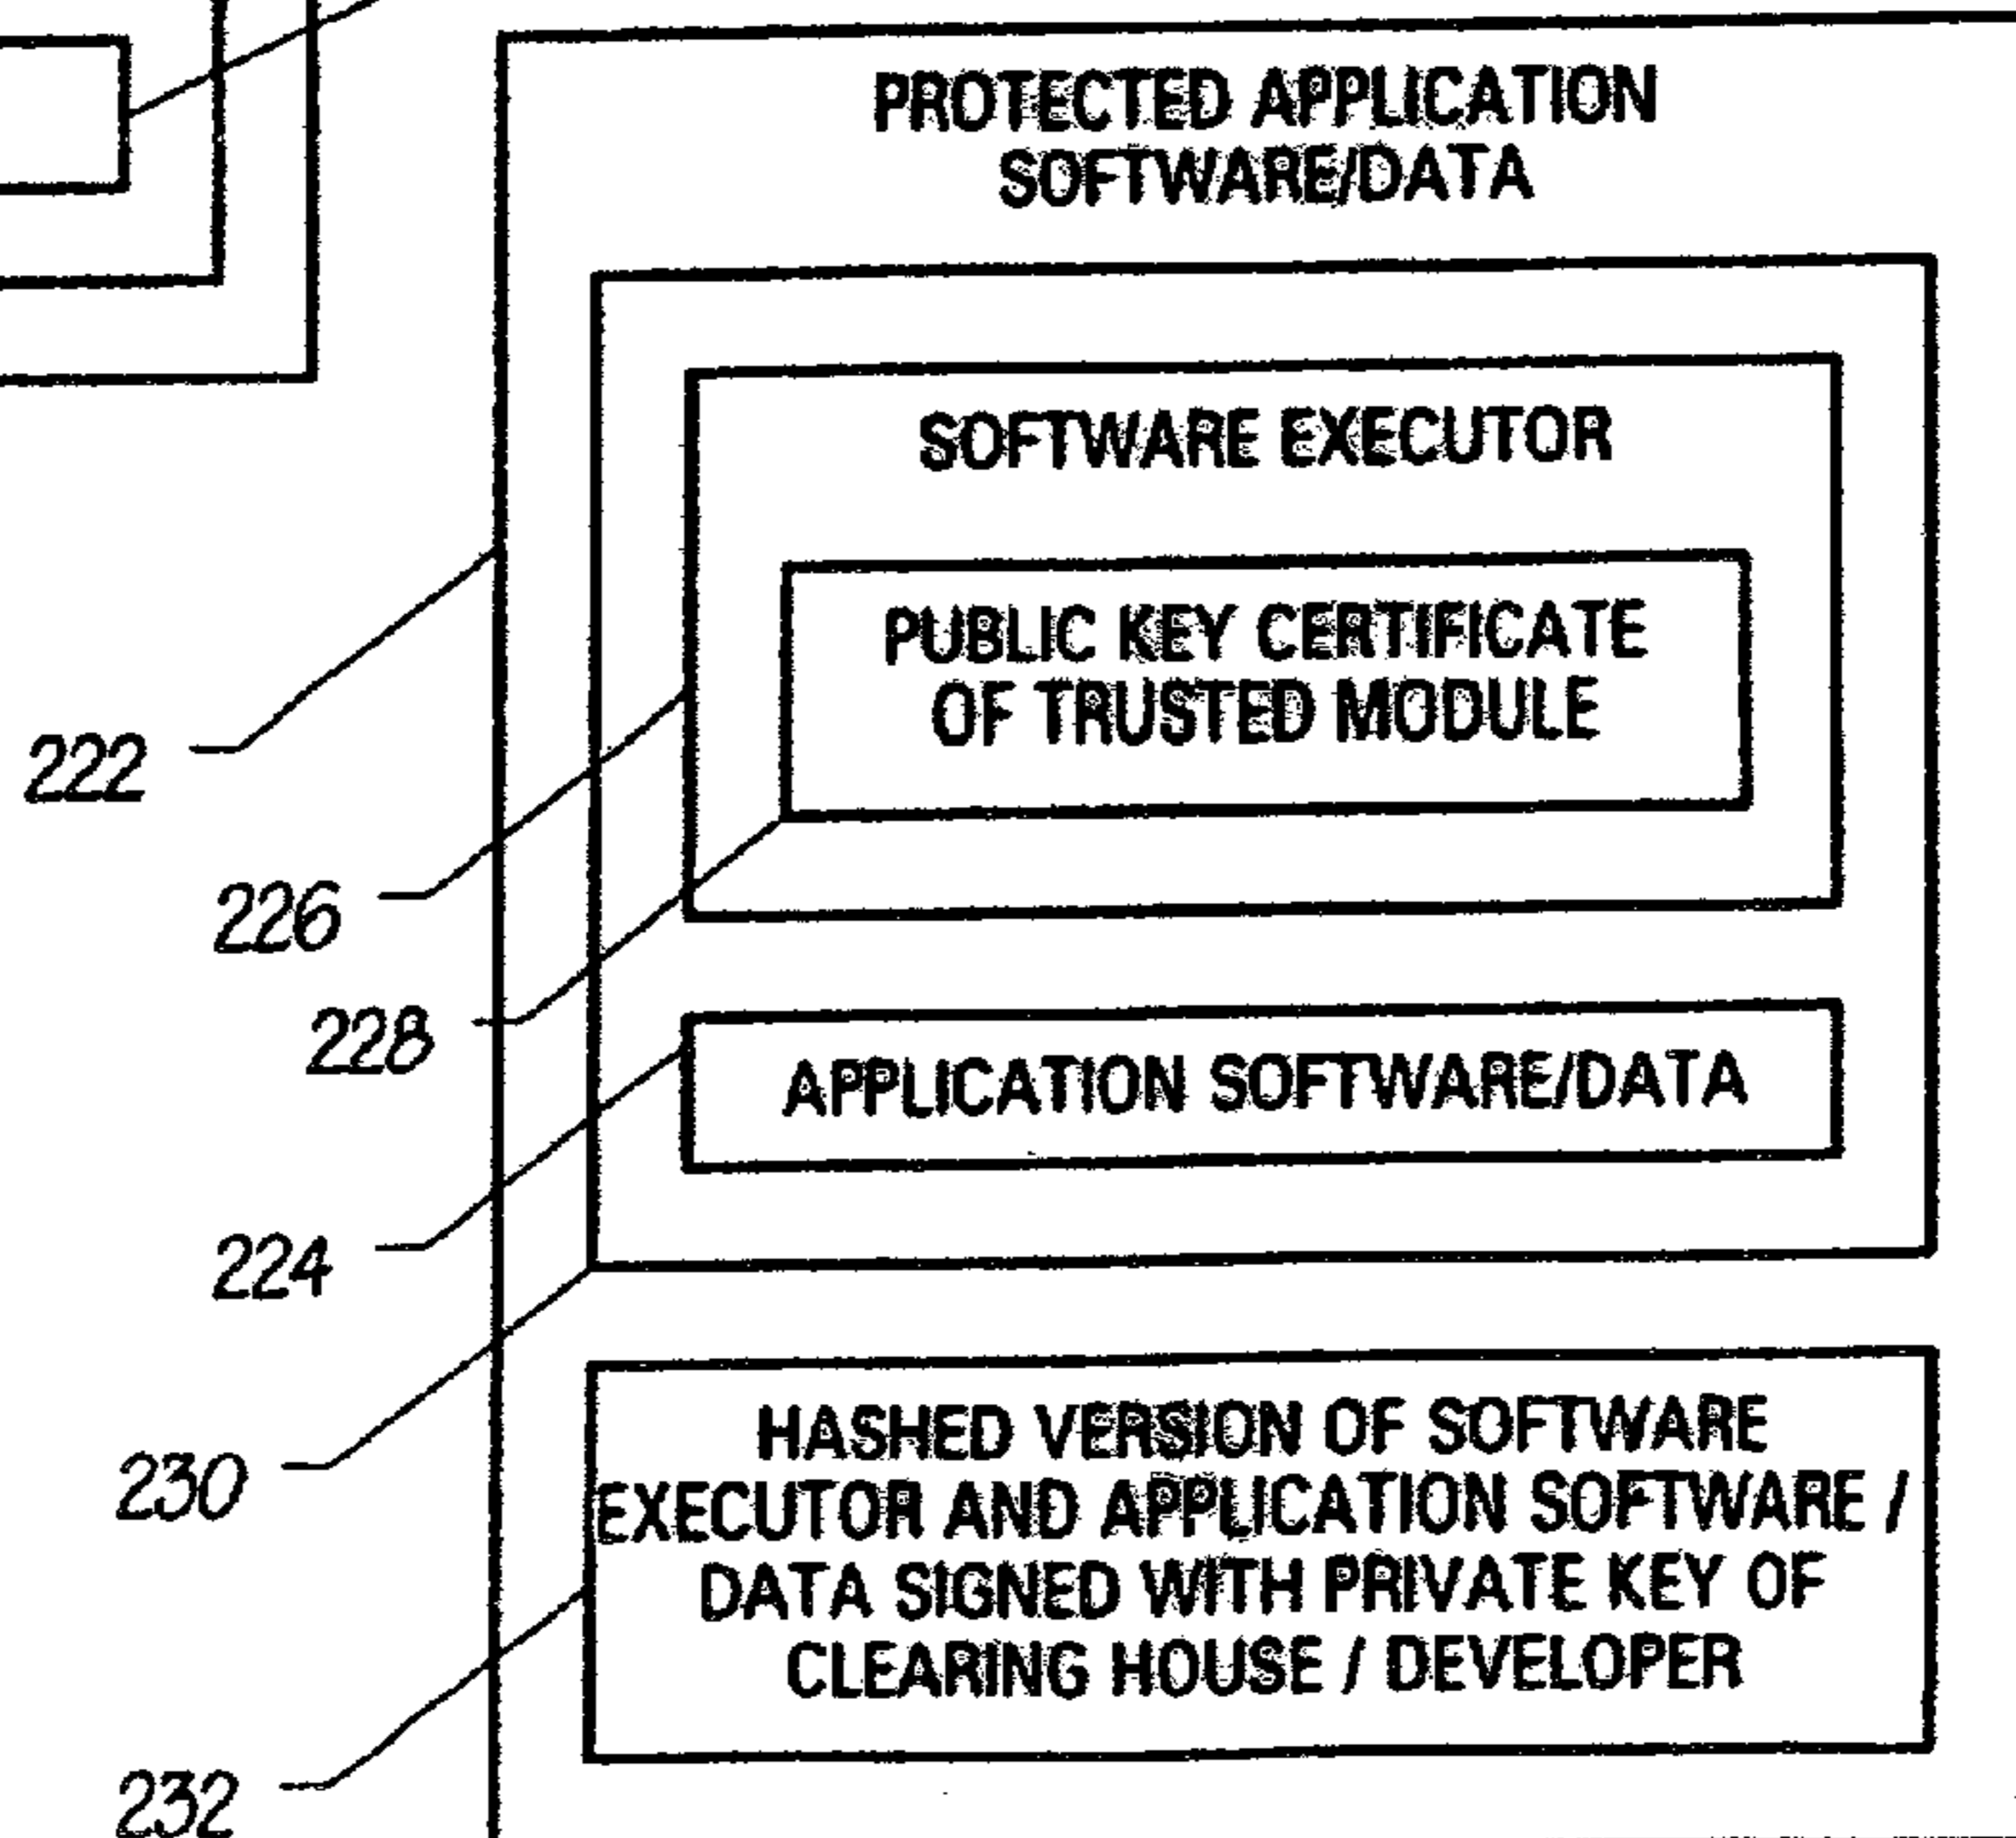 PROTECTED APPLICATION
SOFTWARE/DATA
SOFTWARE EXECUTOR
PUBLIC KEY CERTIFICATE
OF TRUSTED MODULE
222
226
228
APPLICATION SOFTWARE/DATA
224
230
HASHED VERSION OF SOFTWARE
EXECUTOR AND APPLICATION SOFTWARE /
DATA SIGNED WITH PRIVATE KEY OF
CLEARING HOUSE / DEVELOPER
232